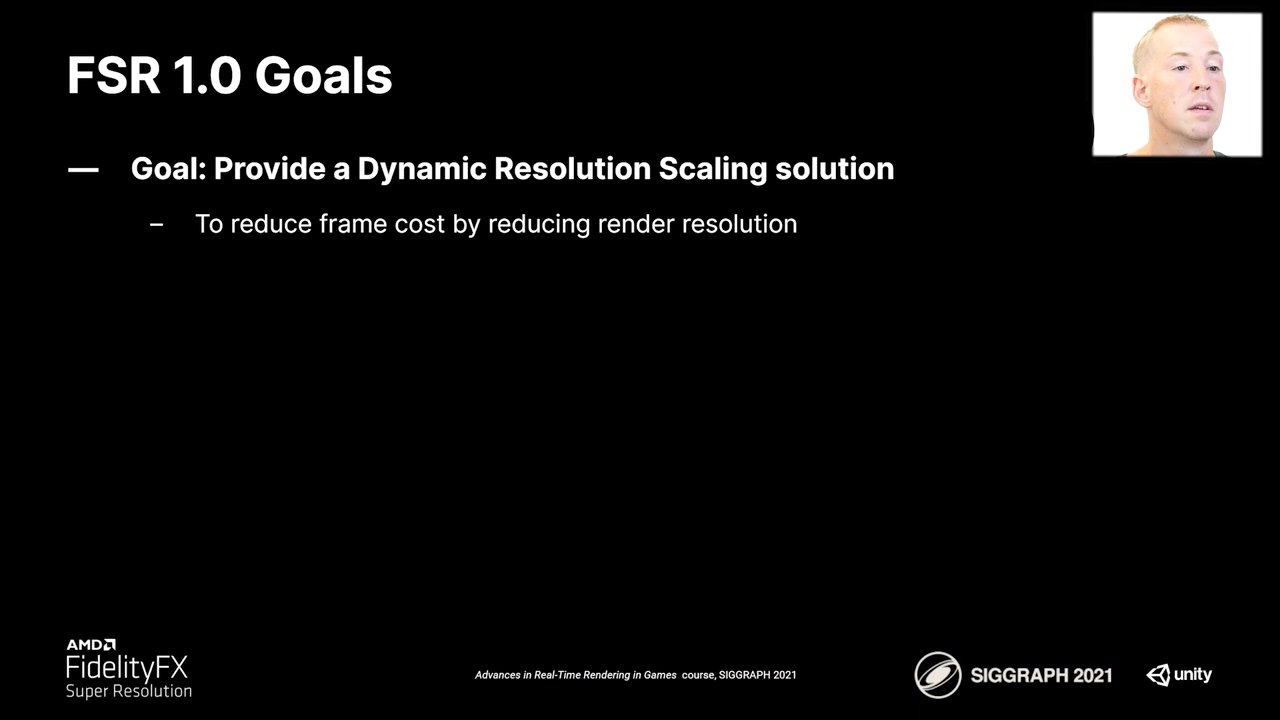 FSR 1.0 Goals
— Goal: Provide a Dynamic Resolution Scaling solution
– To reduce frame cost by reducing render resolution
AMD
FidelityFX
Super Resolution
Advances in Real-Time Rendering in Games course, SIGGRAPH 2021
SIGGRAPH 2021
unity